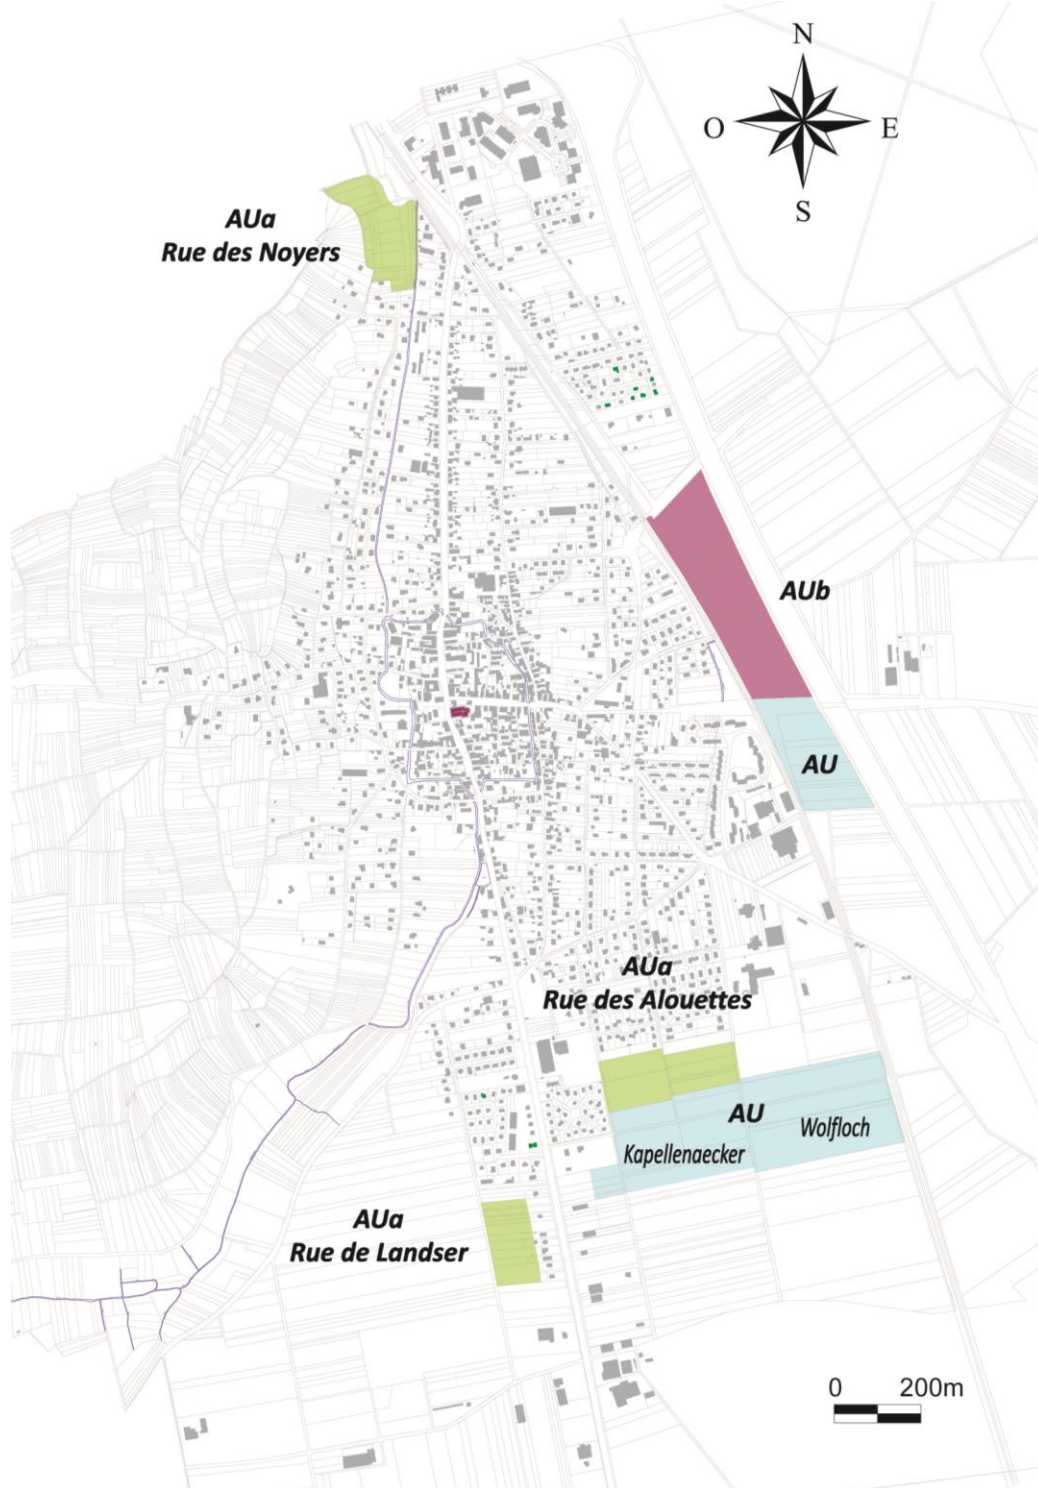 N
O
E
S
AUa
Rue des Noyers
AUb
AU
AUa
Rue des Alouettes
AU
Wolfloch
Kapellenaecker
AUa
Rue de Landser
0 200m